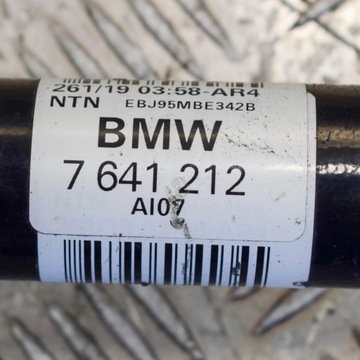 261/19 03:58-AR4
NTN EBJ95MBE342B
BMW
7 641 212
AI07